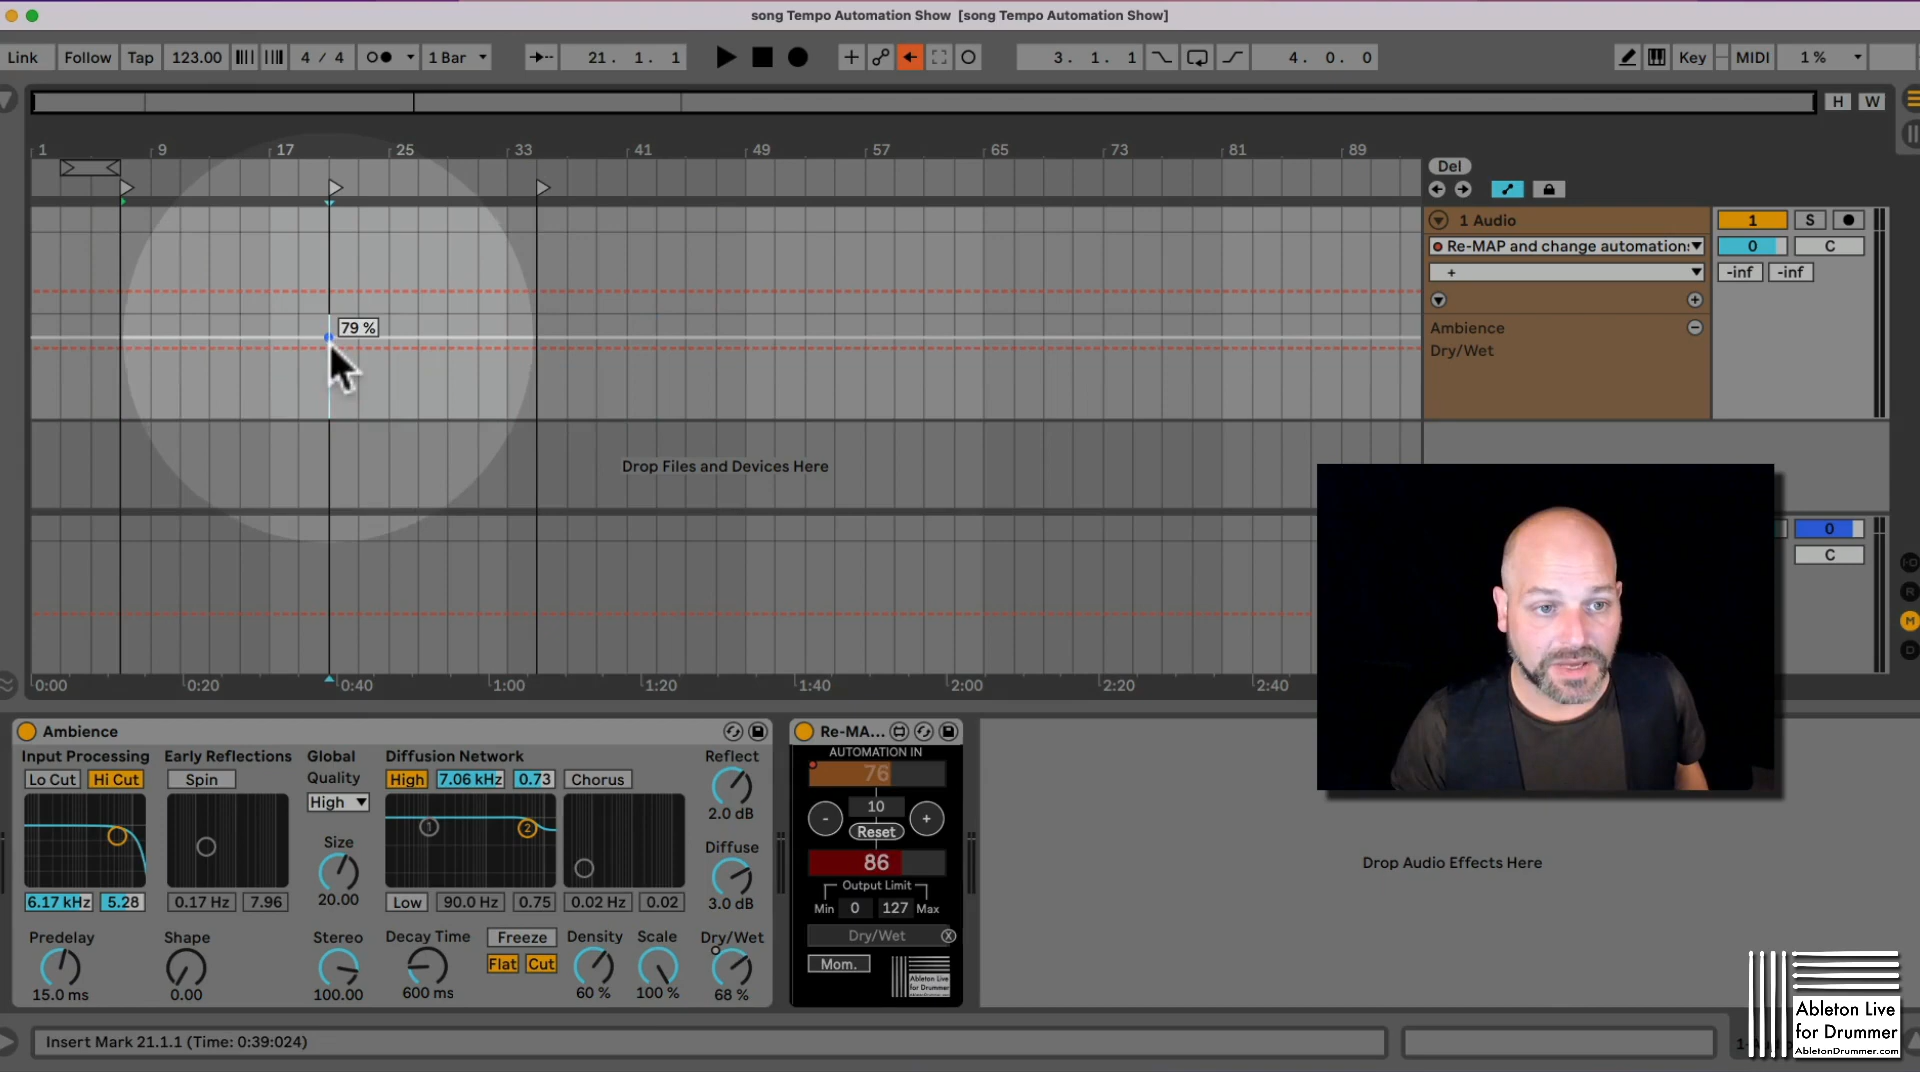 song Tempo Automation Show [song Tempo Automation Show]
Link Follow Tap 123.00 4 / 4 1 Bar 21. 1. 1 3. 1. 1 4. 0. 0 Key MIDI 1 %
H W
1 9 17 25 33 41 49 57 65 73 81 89
Del
1 Audio 1 S
Re-MAP and change automation: 0 C
79 %
+ -inf -inf
Ambience
Dry/Wet
Drop Files and Devices Here
0
C
I-O
R
M
D
0:00 0:20 0:40 1:00 1:20 1:40 2:00 2:20 2:40
Ambience
Input Processing Early Reflections Global Diffusion Network Reflect
Lo Cut Hi Cut Spin Quality High 7.06 kHz 0.73 Chorus
High
2.0 dB
1 2
Size Diffuse
20.00 3.0 dB
6.17 kHz 5.28 0.17 Hz 7.96 Low 90.0 Hz 0.75 0.02 Hz 0.02
Predelay Shape Stereo Decay Time Freeze Density Scale Dry/Wet
Flat Cut
15.0 ms 0.00 100.00 600 ms 60 % 100 % 68 %
Re-MA...
AUTOMATION IN
76
- 10 +
Reset
86
Output Limit
Min 0 127 Max
Dry/Wet X
Mom.
Ableton Live
for Drummer
Drop Audio Effects Here
Insert Mark 21.1.1 (Time: 0:39:024)
Ableton Live
for Drummer
AbletonDrummer.com